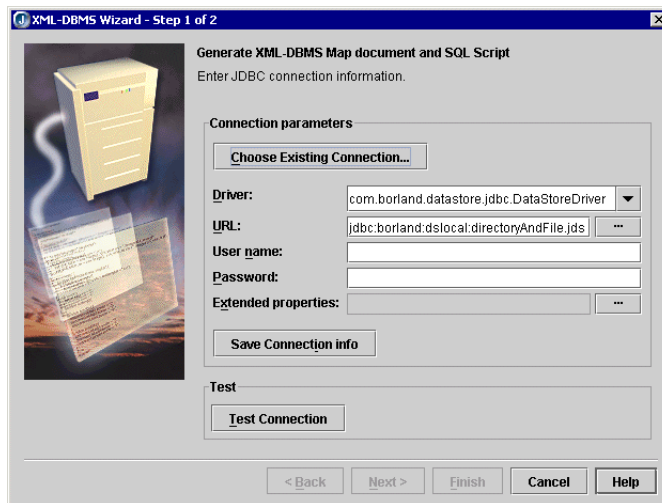 XML-DBMS Wizard - Step 1 of 2
Generate XML-DBMS Map document and SQL Script
Enter JDBC connection information.
Connection parameters
Choose Existing Connection...
Driver: com.borland.datastore.jdbc.DataStoreDriver
URL: jdbc:borland:dslocal:directoryAndFile.jds ...
User name:
Password:
Extended properties: ...
Save Connection info
Test
Test Connection
< Back Next > Finish Cancel Help